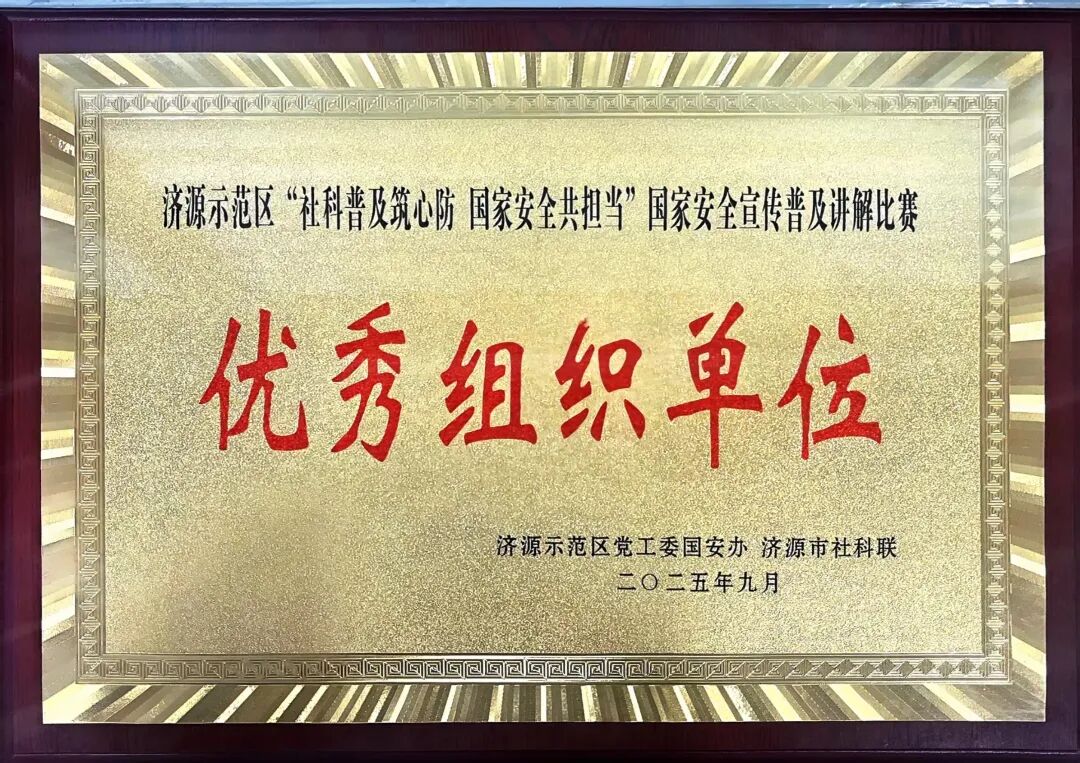 济源示范区“社科普及筑心防 国家安全共担当”国家安全宣传普及讲解比赛
优秀组织单位
济源示范区党工委国安办 济源市社科联
二〇二五年九月